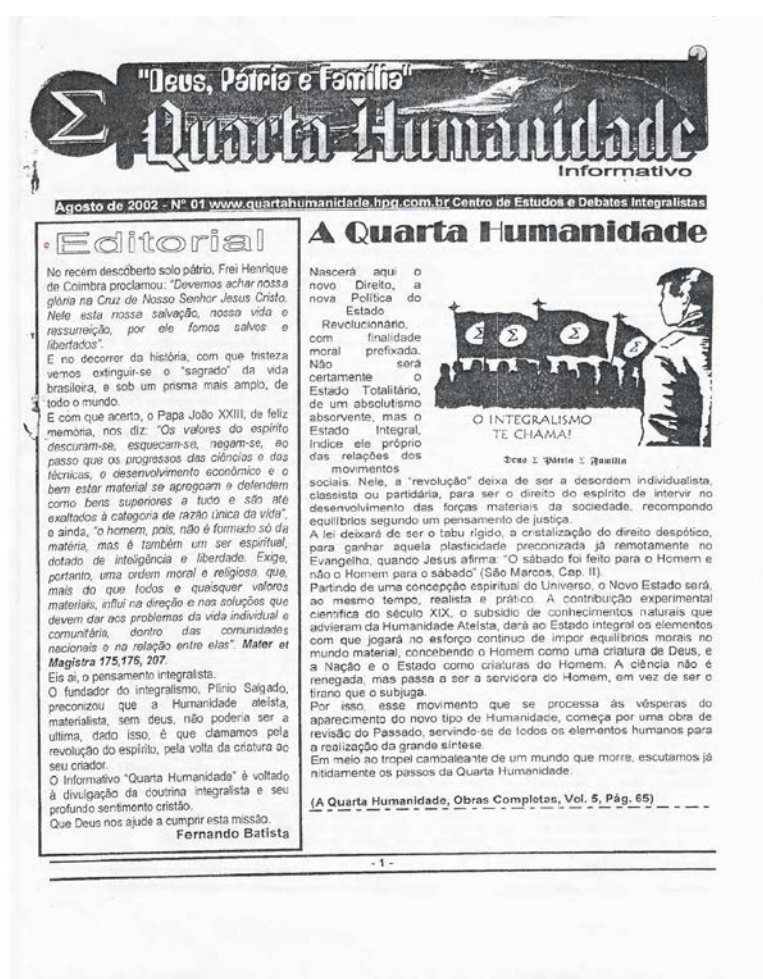 "Deus, Pátria e Família"
Σ
Quarta Humanidade
Informativo
Agosto de 2002 - Nº 01 www.quartahumanidade.hpg.com.br Centro de Estudos e Debates Integralistas
Editorial
No recém descoberto solo pátrio, Frei Henrique
de Coimbra proclamou: "Devemos achar nossa
glória na Cruz de Nosso Senhor Jesus Cristo.
Nele esta nossa salvação, nossa vida e
ressurreição, por ele fomos salvos e
libertados".
E no decorrer da história, com que tristeza
vemos extinguir-se o "sagrado" da vida
brasileira, e sob um prisma mais amplo, de
todo o mundo.
E com que acerto, o Papa João XXIII, de feliz
memória, nos diz: "Os valores do espírito
descuram-se, esquecam-se, negam-se, ao
passo que os progressos das ciências e das
técnicas, o desenvolvimento econômico e o
bem estar material se apregoam e defendem
como bens superiores a tudo e são até
exaltados à categoria de razão única da vida",
e ainda, "o homem, pois, não é formado só da
matéria, mas é também um ser espiritual,
dotado de inteligência e liberdade. Exige,
portanto, uma ordem moral e religiosa, que,
mais do que todos e quaisquer valores
materiais, influi na direção e nas soluções que
devem dar aos problemas da vida individual e
comunitária, dentro das comunidades
nacionais e na relação entre elas". Mater et
Magistra 175,176, 207.
Eis ai, o pensamento integralista.
O fundador do integralismo, Plínio Salgado,
preconizou que a Humanidade ateísta,
materialista, sem deus, não poderia ser a
ultima, dado isso, é que clamamos pela
revolução do espírito, pela volta da criatura ao
seu criador.
O Informativo "Quarta Humanidade" é voltado
à divulgação da doutrina integralista e seu
profundo sentimento cristão.
Que Deus nos ajude a cumprir esta missão.
Fernando Batista
A Quarta Humanidade
Nascerá aqui o
novo Direito, a
nova Política do
Estado
Revolucionário,
com finalidade
moral prefixada.
Não será
certamente o
Estado Totalitário,
de um absolutismo
absorvente, mas o
Estado Integral,
índice ele próprio
das relações dos
movimentos
Σ Σ Σ Σ
O INTEGRALISMO
TE CHAMA!
Deus Σ Pátria Σ Família
sociais. Nele, a "revolução" deixa de ser a desordem individualista,
classista ou partidária, para ser o direito do espírito de intervir no
desenvolvimento das forças materiais da sociedade, recompondo
equilíbrios segundo um pensamento de justiça.
A lei deixará de ser o tabu rígido, a cristalização do direito despótico,
para ganhar aquela plasticidade preconizada já remotamente no
Evangelho, quando Jesus afirma: "O sábado foi feito para o Homem e
não o Homem para o sábado" (São Marcos, Cap. II).
Partindo de uma concepção espiritual do Universo, o Novo Estado será,
ao mesmo tempo, realista e prático. A contribuição experimental
científica do século XIX, o subsídio de conhecimentos naturais que
advieram da Humanidade Ateísta, dará ao Estado integral os elementos
com que jogará no esforço continuo de impor equilíbrios morais no
mundo material, concebendo o Homem como uma criatura de Deus, e
a Nação e o Estado como criaturas do Homem. A ciência não é
renegada, mas passa a ser a servidora do Homem, em vez de ser o
tirano que o subjuga.
Por isso, esse movimento que se processa às vésperas do
aparecimento do novo tipo de Humanidade, começa por uma obra de
revisão do Passado, servindo-se de todos os elementos humanos para
a realização da grande síntese.
Em meio ao tropel cambaleante de um mundo que morre, escutamos já
nitidamente os passos da Quarta Humanidade.
(A Quarta Humanidade, Obras Completas, Vol. 5, Pág. 65)
- 1 -